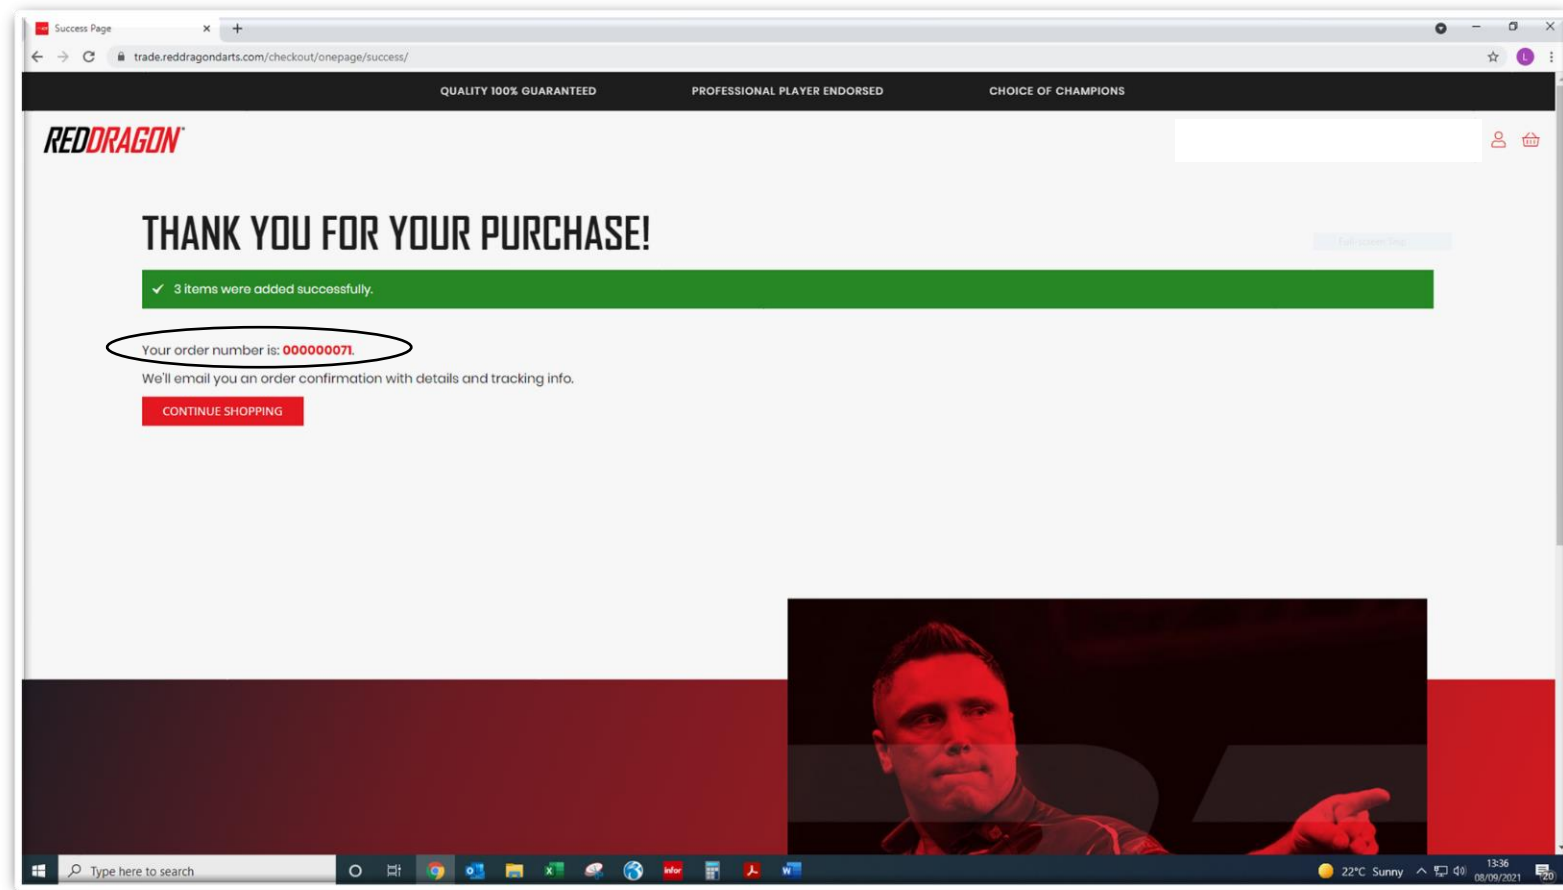 Success Page
trade.reddragondarts.com/checkout/onepage/success/
L
QUALITY 100% GUARANTEED PROFESSIONAL PLAYER ENDORSED CHOICE OF CHAMPIONS
REDDRAGON
THANK YOU FOR YOUR PURCHASE!
3 items were added successfully.
Your order number is: 000000071.
We'll email you an order confirmation with details and tracking info.
CONTINUE SHOPPING
Type here to search
infor
22°C Sunny
13:36
08/09/2021
20